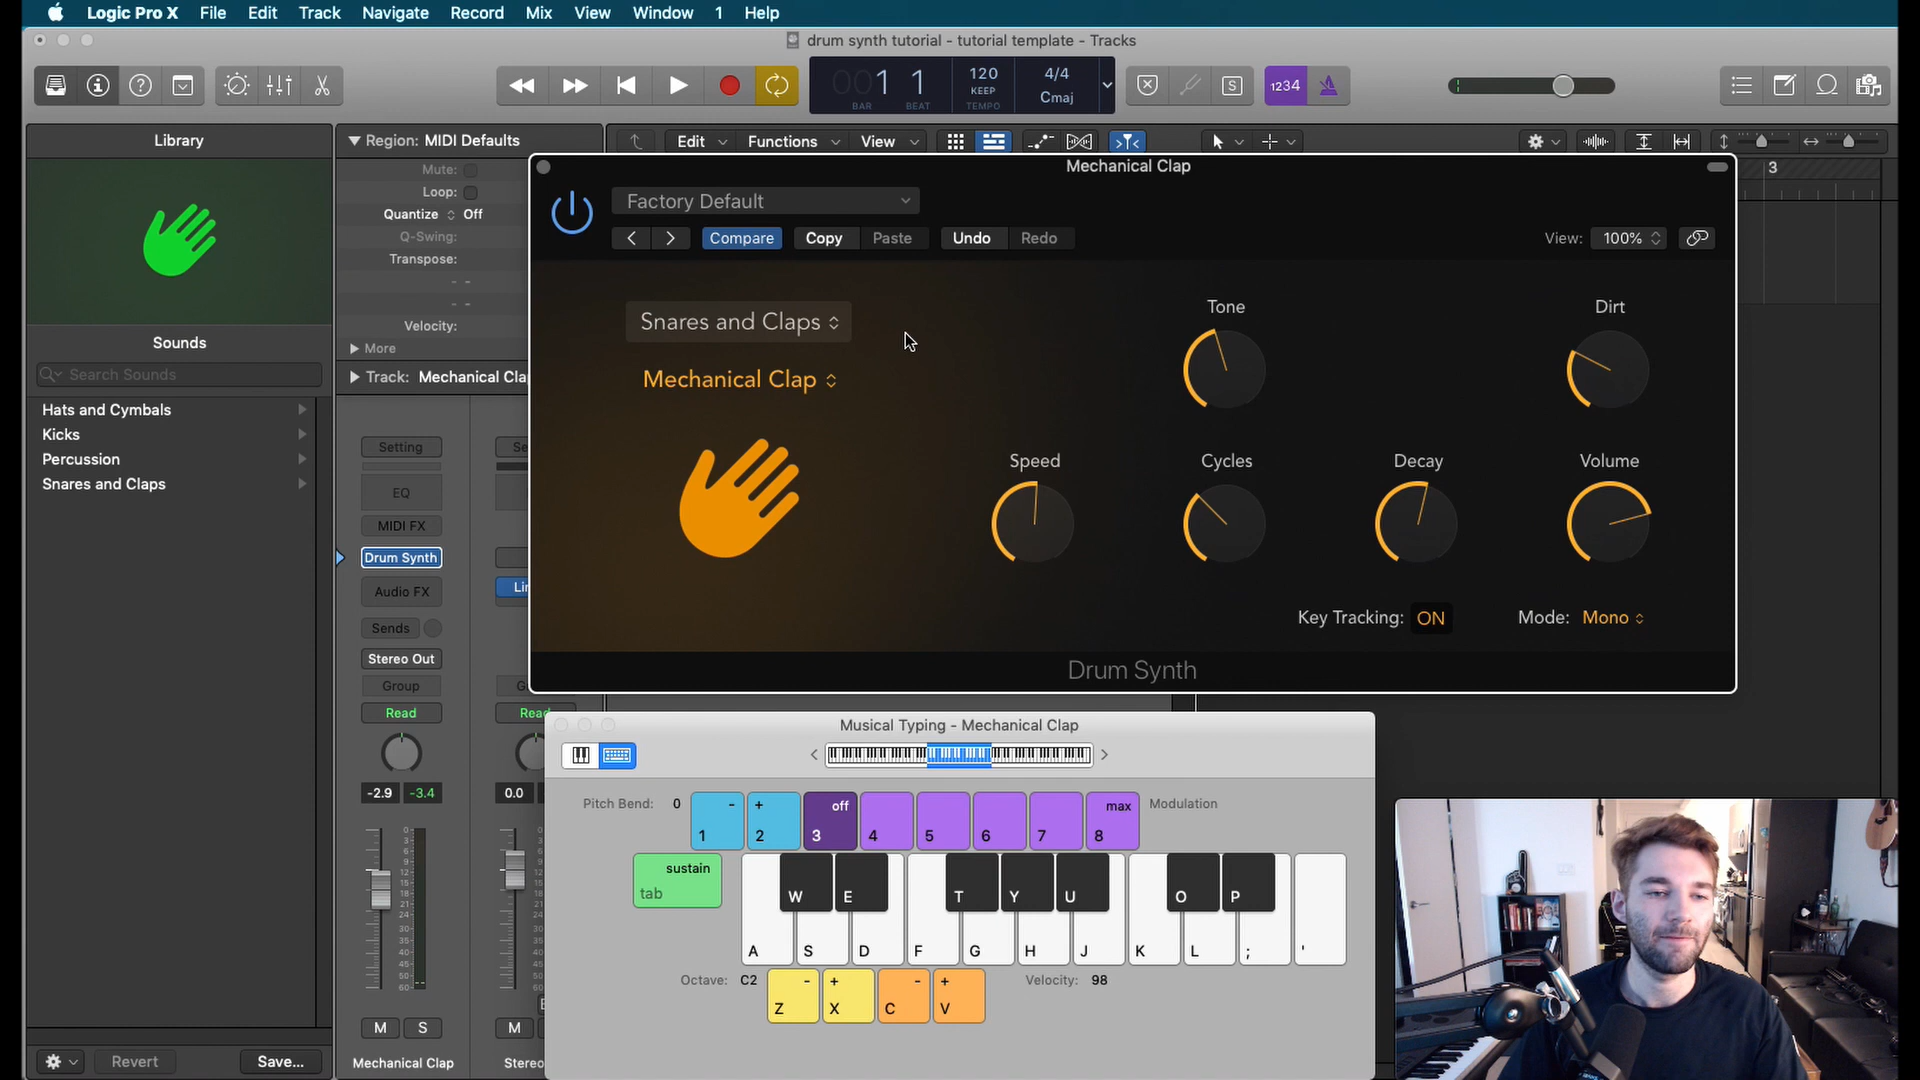 Logic Pro X File Edit Track Navigate Record Mix View Window 1 Help
drum synth tutorial - tutorial template - Tracks
001 1
BAR BEAT
120
KEEP
TEMPO
4/4
Cmaj
S
1234
Library
Region: MIDI Defaults
Edit Functions View
3
Mute:
Loop:
Quantize Off
Q-Swing:
Transpose:
Velocity:
More
Track: Mechanical Cla
Sounds
Search Sounds
Hats and Cymbals
Kicks
Percussion
Snares and Claps
Setting
EQ
MIDI FX
Drum Synth
Audio FX
Sends
Stereo Out
Group
Read
Read
-2.9 -3.4 0.0
M S M
Mechanical Clap
Stereo
Revert
Save...
Mechanical Clap
Factory Default
Compare Copy Paste Undo Redo
View: 100%
Snares and Claps
Mechanical Clap
Tone
Dirt
Speed
Cycles
Decay
Volume
Key Tracking: ON
Mode: Mono
Drum Synth
Musical Typing - Mechanical Clap
Pitch Bend: 0
- 1
+ 2
off 3
4
5
6
7
max 8
Modulation
sustain
tab
W E T Y U O P
A S D F G H J K L ; '
Octave: C2
- Z
+ X
- C
+ V
Velocity: 98